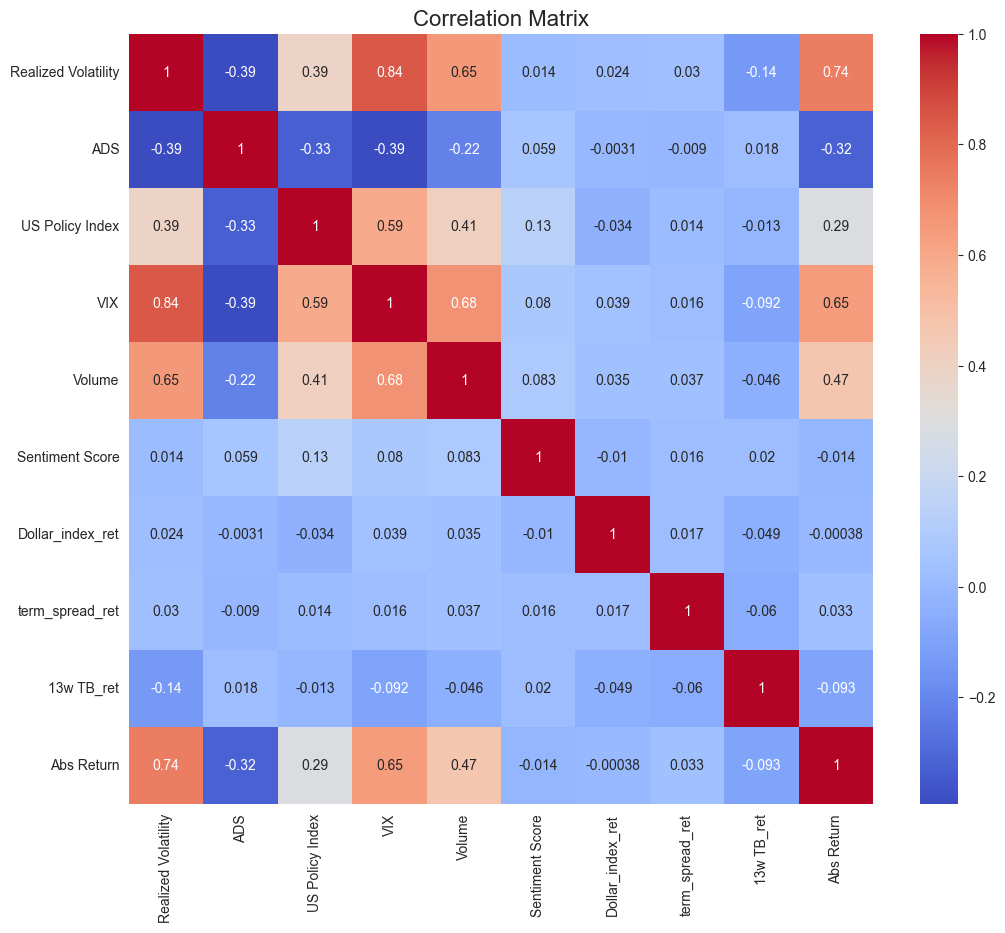 Correlation Matrix
Realized Volatility 1 -0.39 0.39 0.84 0.65 0.014 0.024 0.03 -0.14 0.74
ADS -0.39 1 -0.33 -0.39 -0.22 0.059 -0.0031 -0.009 0.018 -0.32
US Policy Index 0.39 -0.33 1 0.59 0.41 0.13 -0.034 0.014 -0.013 0.29
VIX 0.84 -0.39 0.59 1 0.68 0.08 0.039 0.016 -0.092 0.65
Volume 0.65 -0.22 0.41 0.68 1 0.083 0.035 0.037 -0.046 0.47
Sentiment Score 0.014 0.059 0.13 0.08 0.083 1 -0.01 0.016 0.02 -0.014
Dollar_index_ret 0.024 -0.0031 -0.034 0.039 0.035 -0.01 1 0.017 -0.049 -0.00038
term_spread_ret 0.03 -0.009 0.014 0.016 0.037 0.016 0.017 1 -0.06 0.033
13w TB_ret -0.14 0.018 -0.013 -0.092 -0.046 0.02 -0.049 -0.06 1 -0.093
Abs Return 0.74 -0.32 0.29 0.65 0.47 -0.014 -0.00038 0.033 -0.093 1
Realized Volatility
ADS
US Policy Index
VIX
Volume
Sentiment Score
Dollar_index_ret
term_spread_ret
13w TB_ret
Abs Return
1.0
0.8
0.6
0.4
0.2
0.0
−0.2